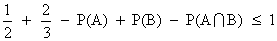 1/2 + 2/3 − P(A) + P(B) − P(A⋂B) ≤ 1